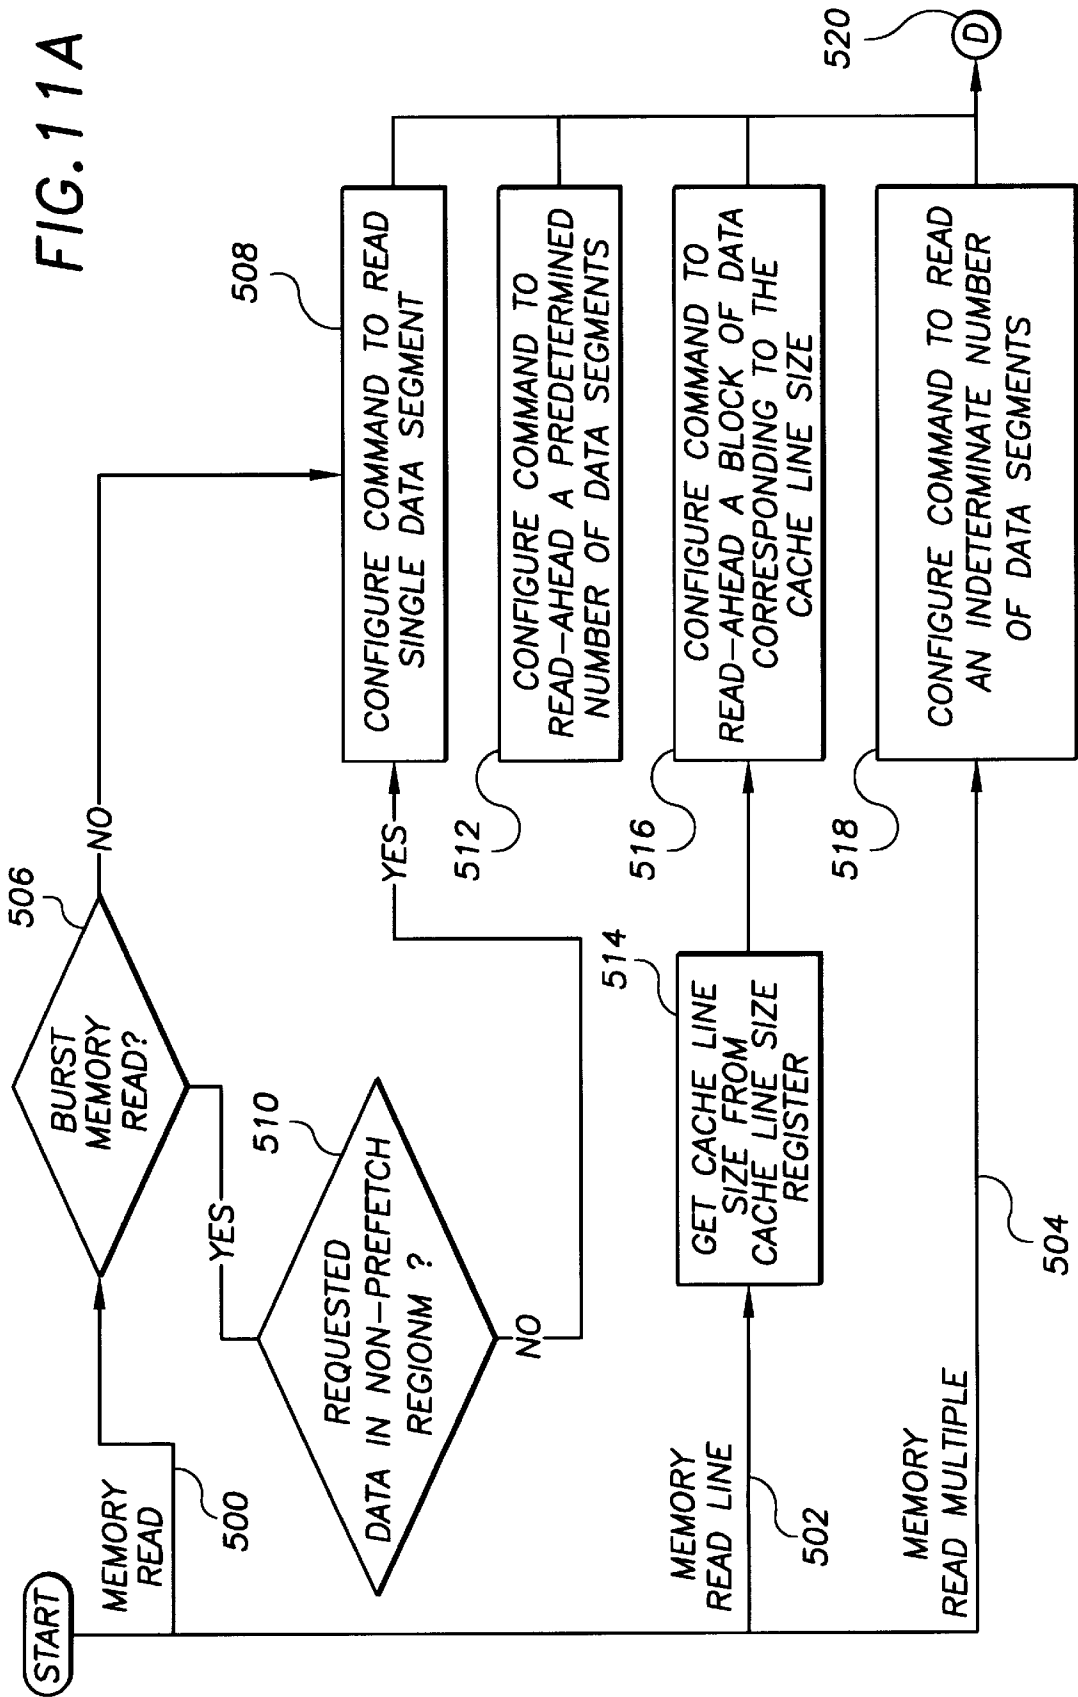 FIG.11A
START
MEMORY
READ
500
BURST
MEMORY
READ?
506
NO
YES
REQUESTED
DATA IN NON-PREFETCH
REGIONM ?
510
NO
YES
CONFIGURE COMMAND TO READ
SINGLE DATA SEGMENT
508
CONFIGURE COMMAND TO
READ-AHEAD A PREDETERMINED
NUMBER OF DATA SEGMENTS
512
MEMORY
READ LINE
502
GET CACHE LINE
SIZE FROM
CACHE LINE SIZE
REGISTER
514
CONFIGURE COMMAND TO
READ-AHEAD A BLOCK OF DATA
CORRESPONDING TO THE
CACHE LINE SIZE
516
MEMORY
READ MULTIPLE
504
CONFIGURE COMMAND TO READ
AN INDETERMINATE NUMBER
OF DATA SEGMENTS
518
520
D